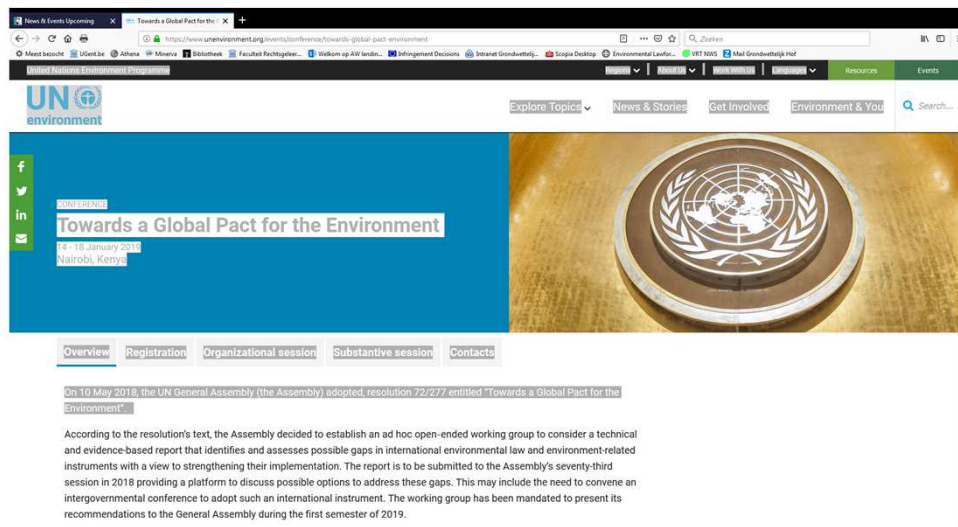 News & Events Upcoming
Towards a Global Pact for the
https://www.unenvironment.org/events/conference/towards-global-pact-environment
Zoeken
Meest bezocht UGent.be Athena Minerva Bibliotheek Faculteit Rechtsgeleer... Welkom op AW landin... Infringement Decisions Intranet Grondwettelij... Scopia Desktop Environmental Lawfor... VRT NWS Mail Grondwettelijk Hof
United Nations Environment Programme Regions About Us Work With Us Languages Resources Events
UN
environment
Explore Topics News & Stories Get Involved Environment & You Search...
CONFERENCE
Towards a Global Pact for the Environment
14 - 18 January 2019
Nairobi, Kenya
Overview Registration Organizational session Substantive session Contacts
On 10 May 2018, the UN General Assembly (the Assembly) adopted, resolution 72/277 entitled "Towards a Global Pact for the
Environment".
According to the resolution's text, the Assembly decided to establish an ad hoc open-ended working group to consider a technical
and evidence-based report that identifies and assesses possible gaps in international environmental law and environment-related
instruments with a view to strengthening their implementation. The report is to be submitted to the Assembly's seventy-third
session in 2018 providing a platform to discuss possible options to address these gaps. This may include the need to convene an
intergovernmental conference to adopt such an international instrument. The working group has been mandated to present its
recommendations to the General Assembly during the first semester of 2019.